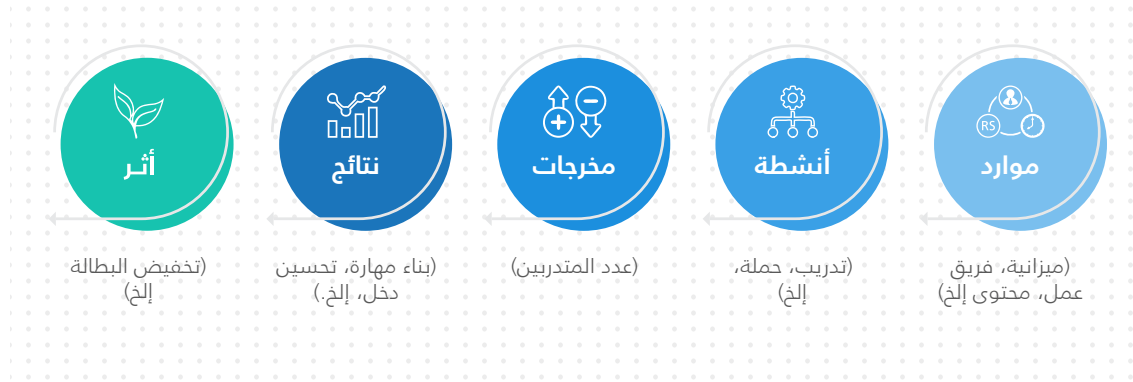 RS
موارد
(ميزانية، فريق
عمل، محتوى إلخ)
أنشطة
(تدريب، حملة،
إلخ)
مخرجات
(عدد المتدربين)
نتائج
(بناء مهارة، تحسين
دخل، إلخ.)
أثـر
(تخفيض البطالة
إلخ)